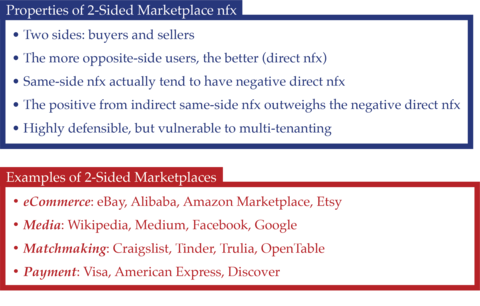 Properties of 2-Sided Marketplace nfx
• Two sides: buyers and sellers
• The more opposite-side users, the better (direct nfx)
• Same-side nfx actually tend to have negative direct nfx
• The positive from indirect same-side nfx outweighs the negative direct nfx
• Highly defensible, but vulnerable to multi-tenanting
Examples of 2-Sided Marketplaces
• eCommerce: eBay, Alibaba, Amazon Marketplace, Etsy
• Media: Wikipedia, Medium, Facebook, Google
• Matchmaking: Craigslist, Tinder, Trulia, OpenTable
• Payment: Visa, American Express, Discover